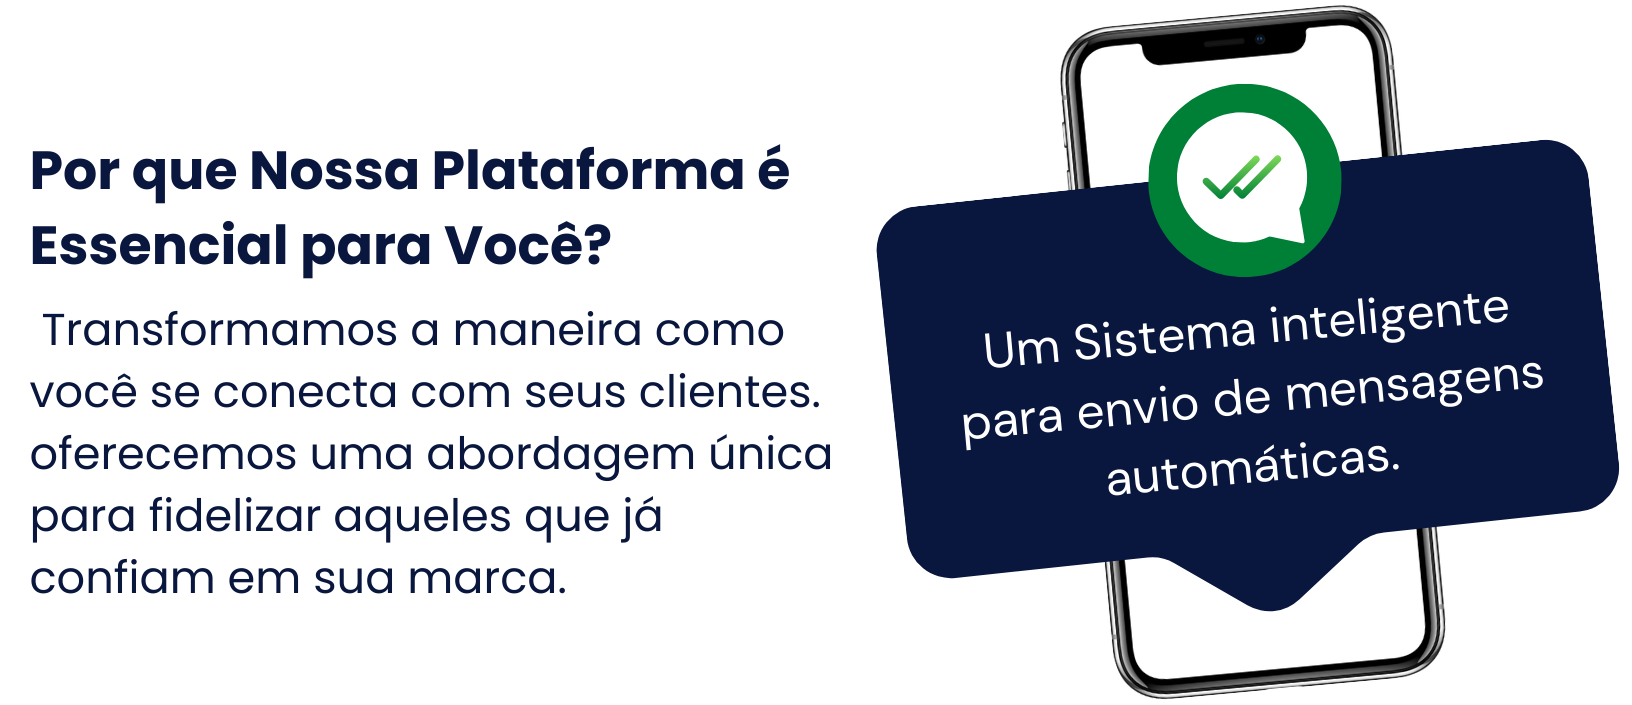 Por que Nossa Plataforma é
Essencial para Você?
Transformamos a maneira como
você se conecta com seus clientes.
oferecemos uma abordagem única
para fidelizar aqueles que já
confiam em sua marca.
Um Sistema inteligente
para envio de mensagens
automáticas.